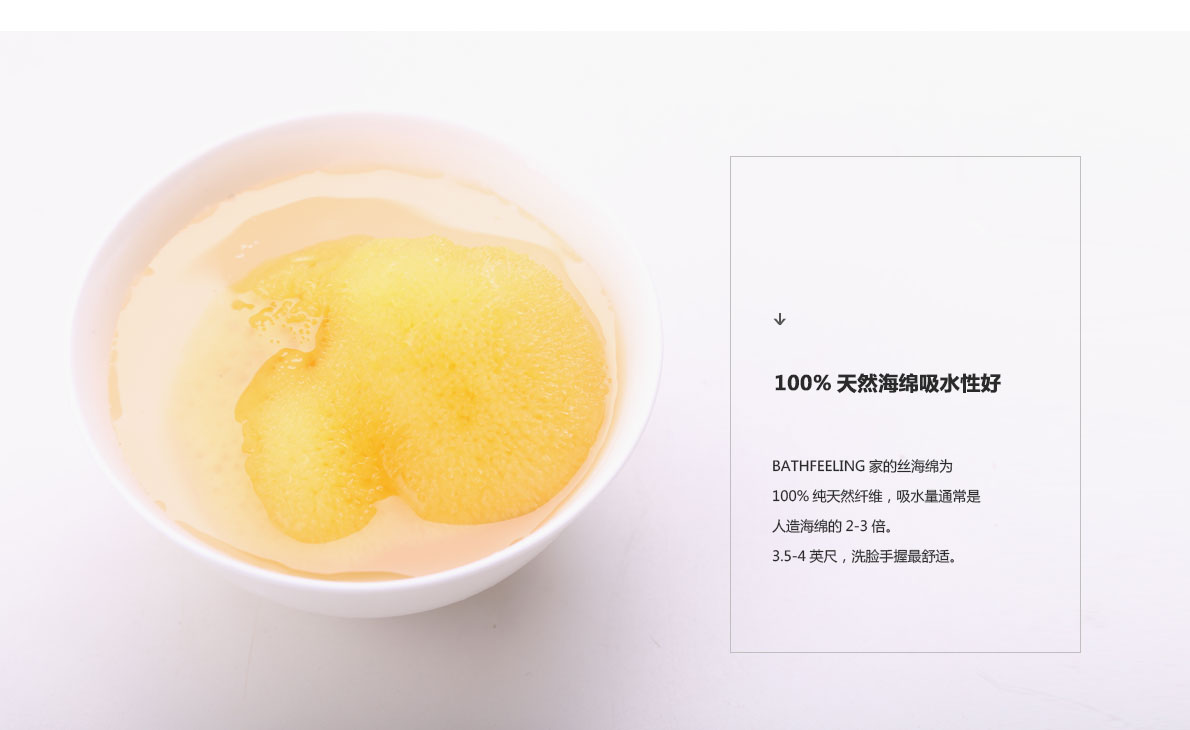 100% 天然海绵吸水性好
BATHFEELING 家的丝海绵为
100% 纯天然纤维，吸水量通常是
人造海绵的 2-3 倍。
3.5-4 英尺，洗脸手握最舒适。